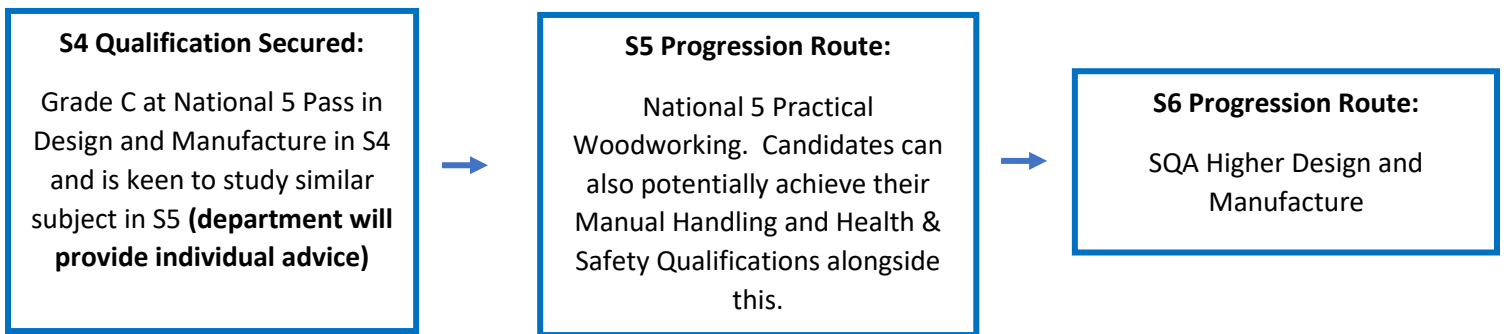 S4 Qualification Secured:
Grade C at National 5 Pass in
Design and Manufacture in S4
and is keen to study similar
subject in S5 (department will
provide individual advice)
S5 Progression Route:
National 5 Practical
Woodworking. Candidates can
also potentially achieve their
Manual Handling and Health &
Safety Qualifications alongside
this.
S6 Progression Route:
SQA Higher Design and
Manufacture